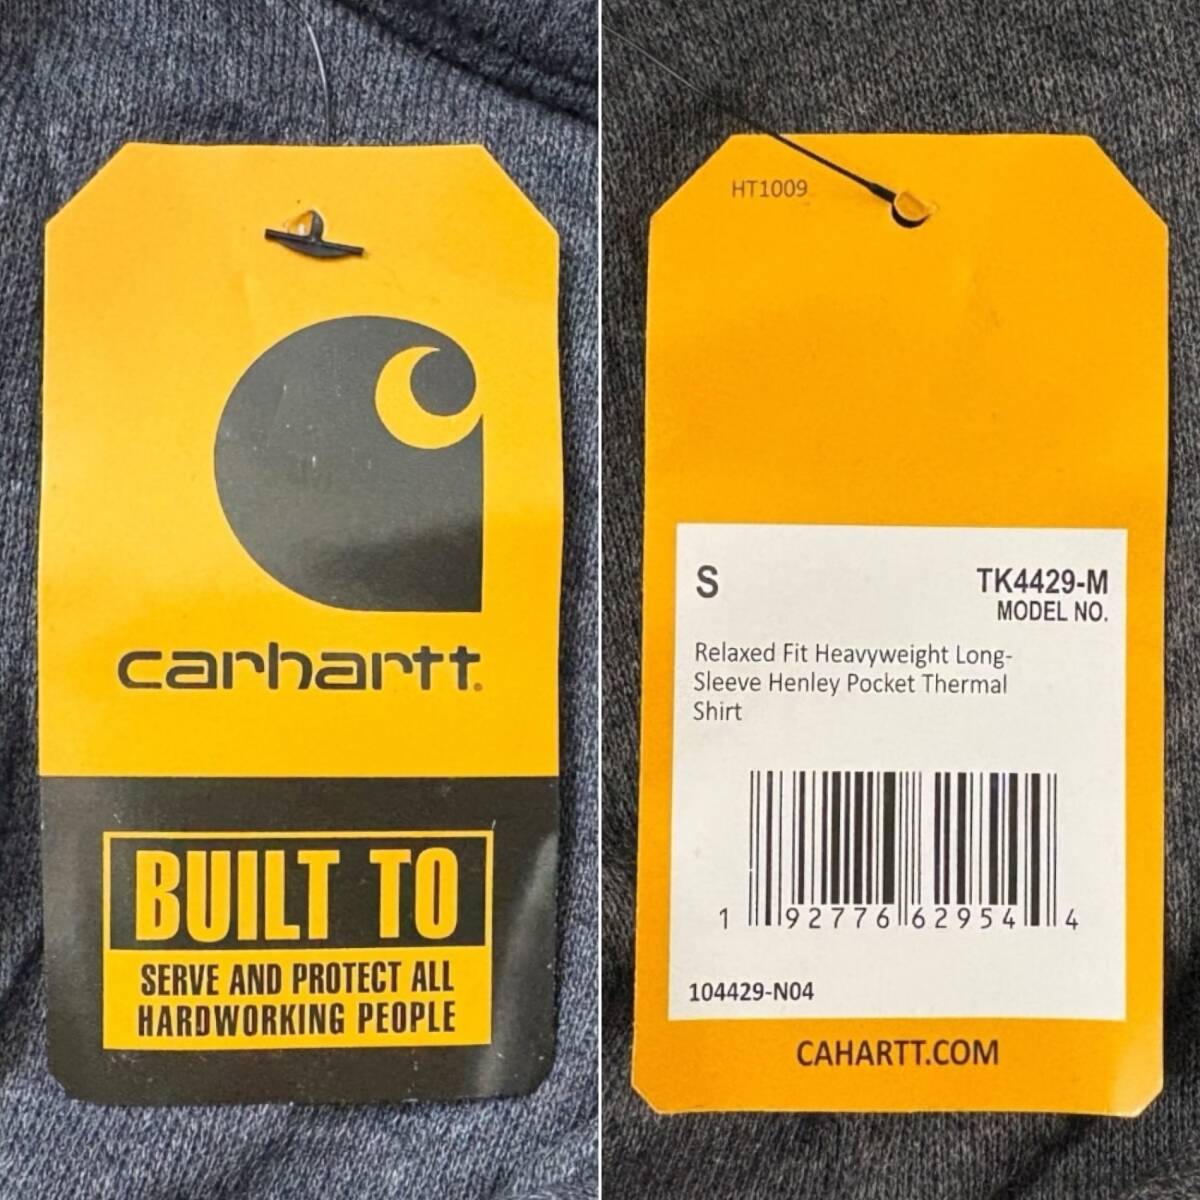 carhartt.
BUILT TO
SERVE AND PROTECT ALL
HARDWORKING PEOPLE
HT1009
S
TK4429-M
MODEL NO.
Relaxed Fit Heavyweight Long-
Sleeve Henley Pocket Thermal
Shirt
1 92776 62954 4
104429-N04
CAHARTT.COM